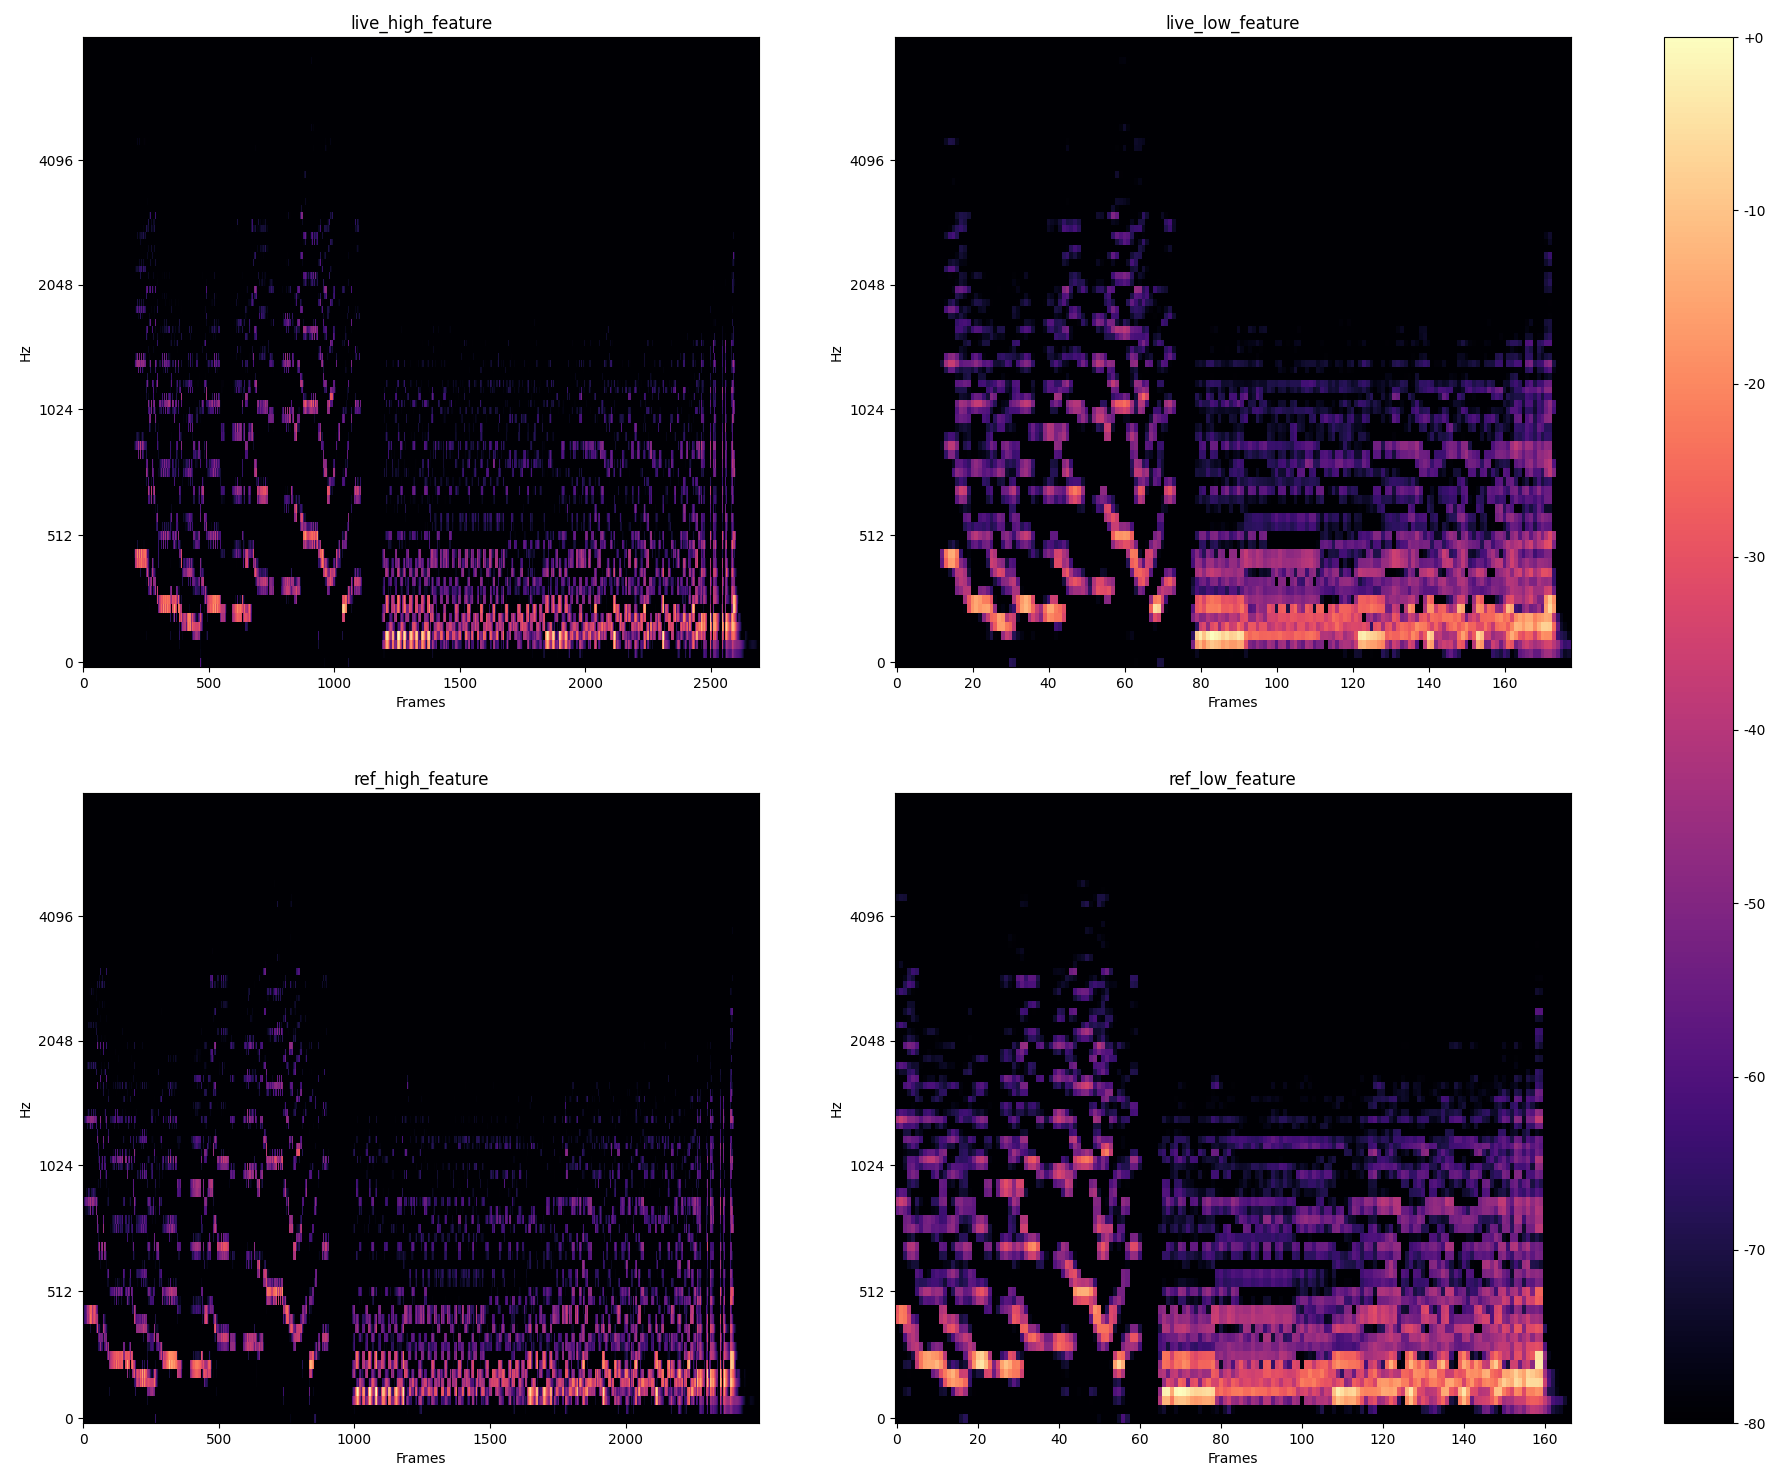 live_high_feature
live_low_feature
+0
4096
2048
1024
512
0
Hz
0 500 1000 1500 2000 2500
Frames
4096
2048
1024
512
0
Hz
0 20 40 60 80 100 120 140 160
Frames
-10
-20
-30
-40
-50
-60
-70
-80
ref_high_feature
ref_low_feature
4096
2048
1024
512
0
Hz
0 500 1000 1500 2000
Frames
4096
2048
1024
512
0
Hz
0 20 40 60 80 100 120 140 160
Frames